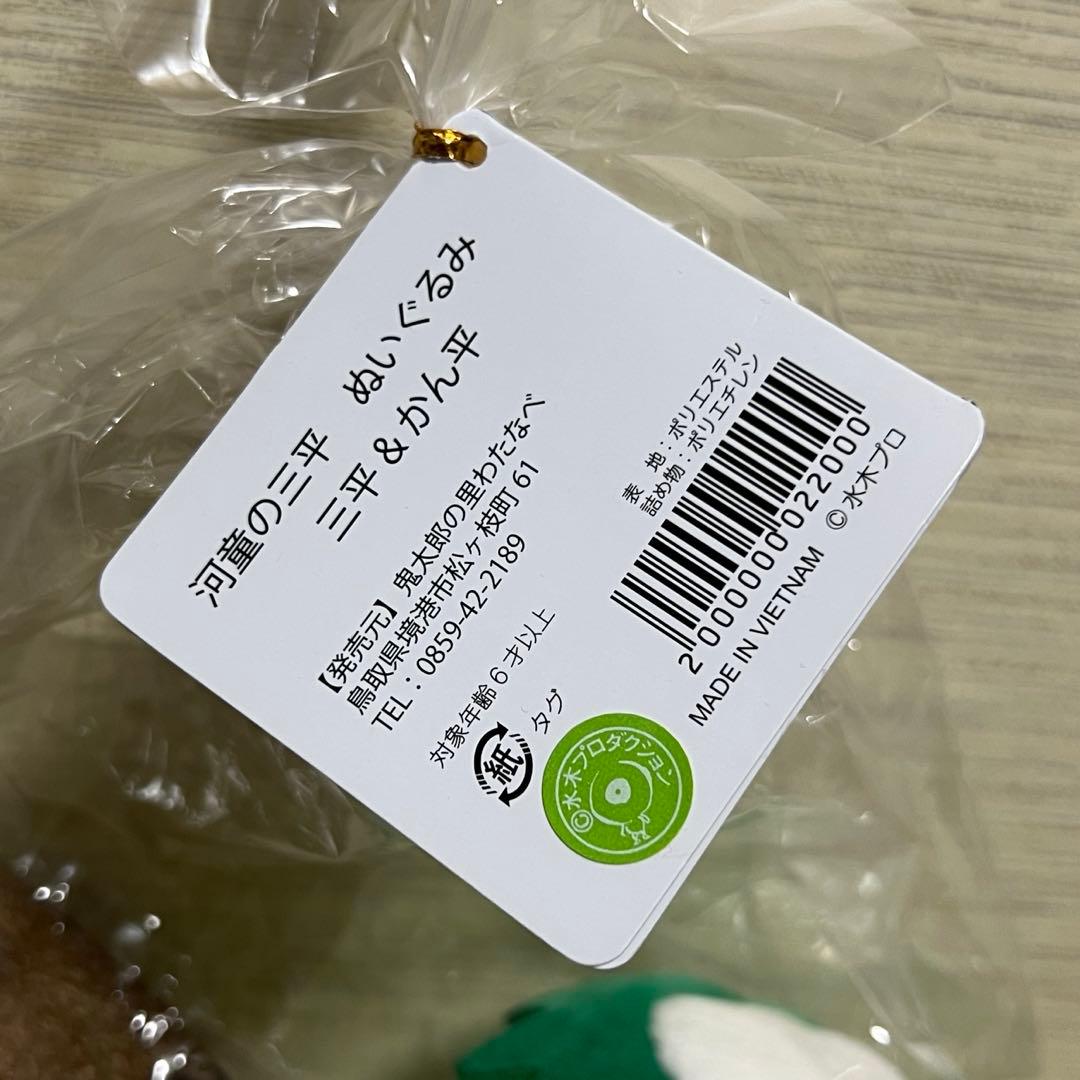 河童の三平　ぬいぐるみ
三平 & かん平
【発売元】鬼太郎の里わたなべ
鳥取県境港市松ヶ枝町 61
TEL：0859-42-2189
対象年齢６才以上
紙 タグ
表　地：ポリエステル
詰め物：ポリエチレン
2000000022000
MADE IN VIETNAM　© 水木プロ
©水木プロダクション